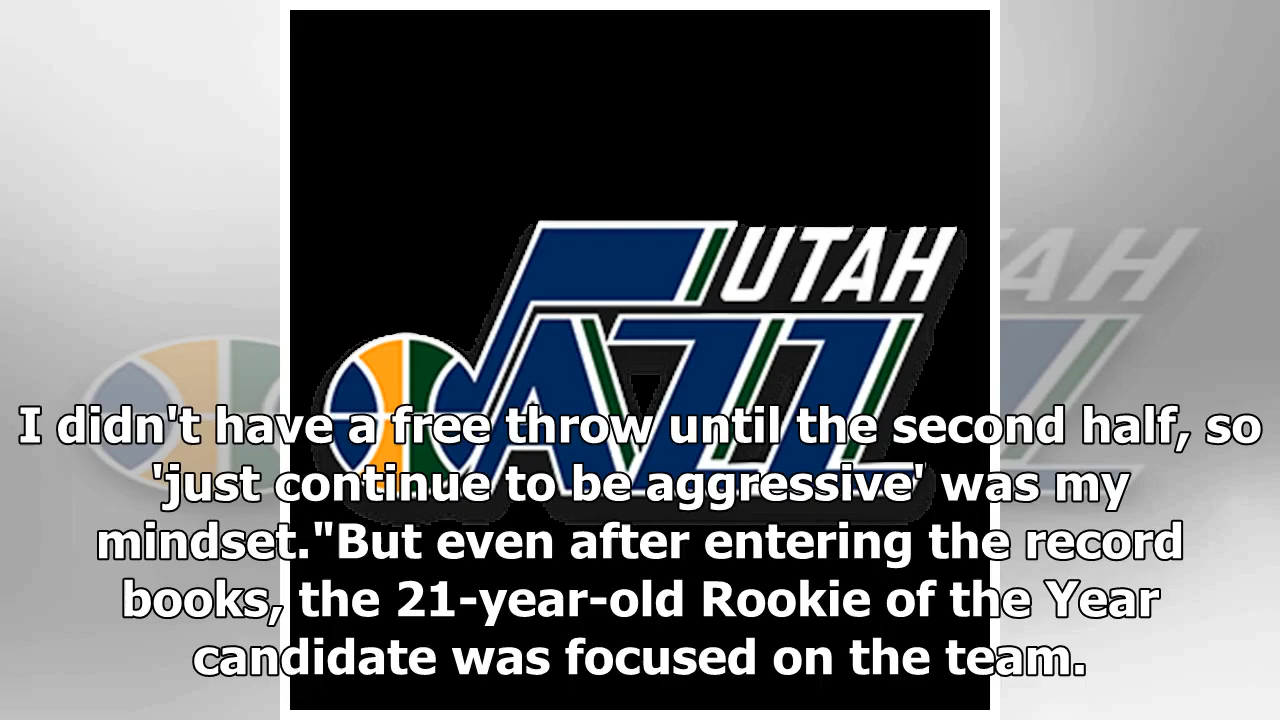 UTAH
JAZZ
AH
I didn't have a free throw until the second half, so
'just continue to be aggressive' was my
mindset."But even after entering the record
books, the 21-year-old Rookie of the Year
candidate was focused on the team.